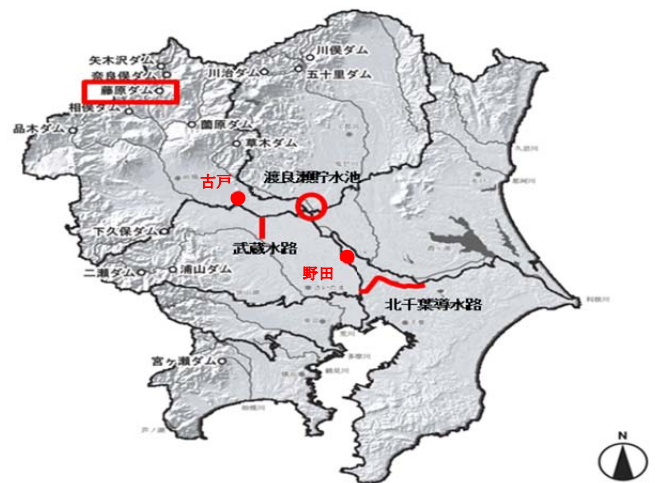 矢木沢ダム
奈良俣ダム
藤原ダム
相俣ダム
品木ダム
川俣ダム
川治ダム
五十里ダム
薗原ダム
草木ダム
古戸
渡良瀬貯水池
武蔵水路
下久保ダム
二瀬ダム
浦山ダム
野田
北千葉導水路
宮ヶ瀬ダム
N